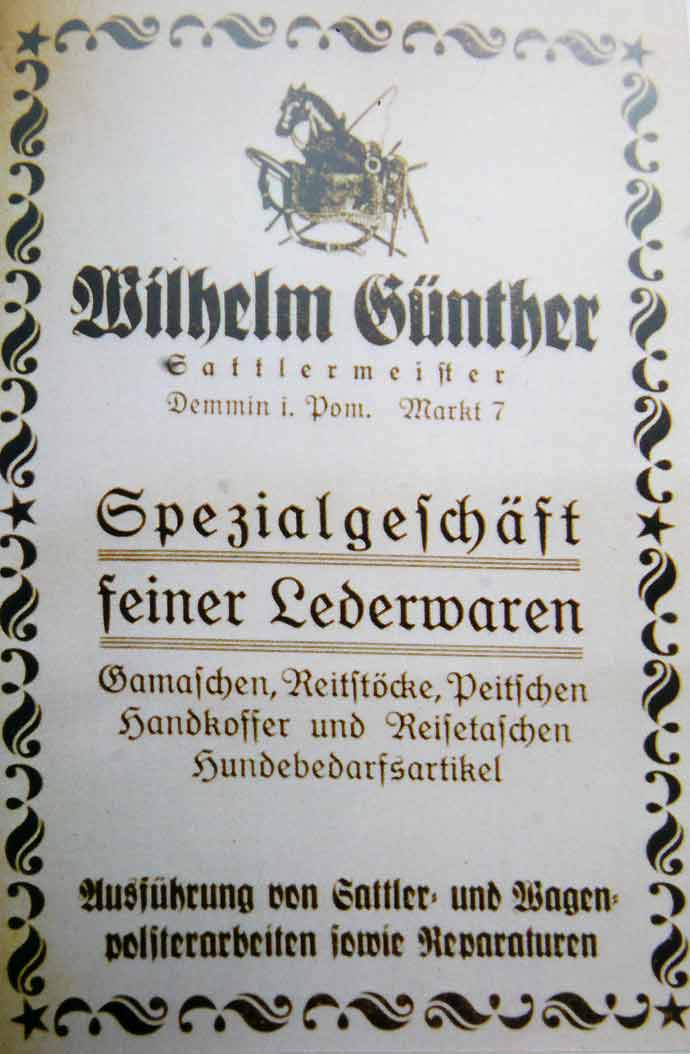 Wilhelm Günther
Sattlermeiſter
Demmin i. Pom. Markt 7
Spezialgeſchäft
feiner Lederwaren
Gamaſchen, Reitſtöcke, Peitſchen
Handkoffer und Reiſetaſchen
Hundebedarfsartikel
Ausführung von Sattler- und Wagen-
polſterarbeiten ſowie Reparaturen